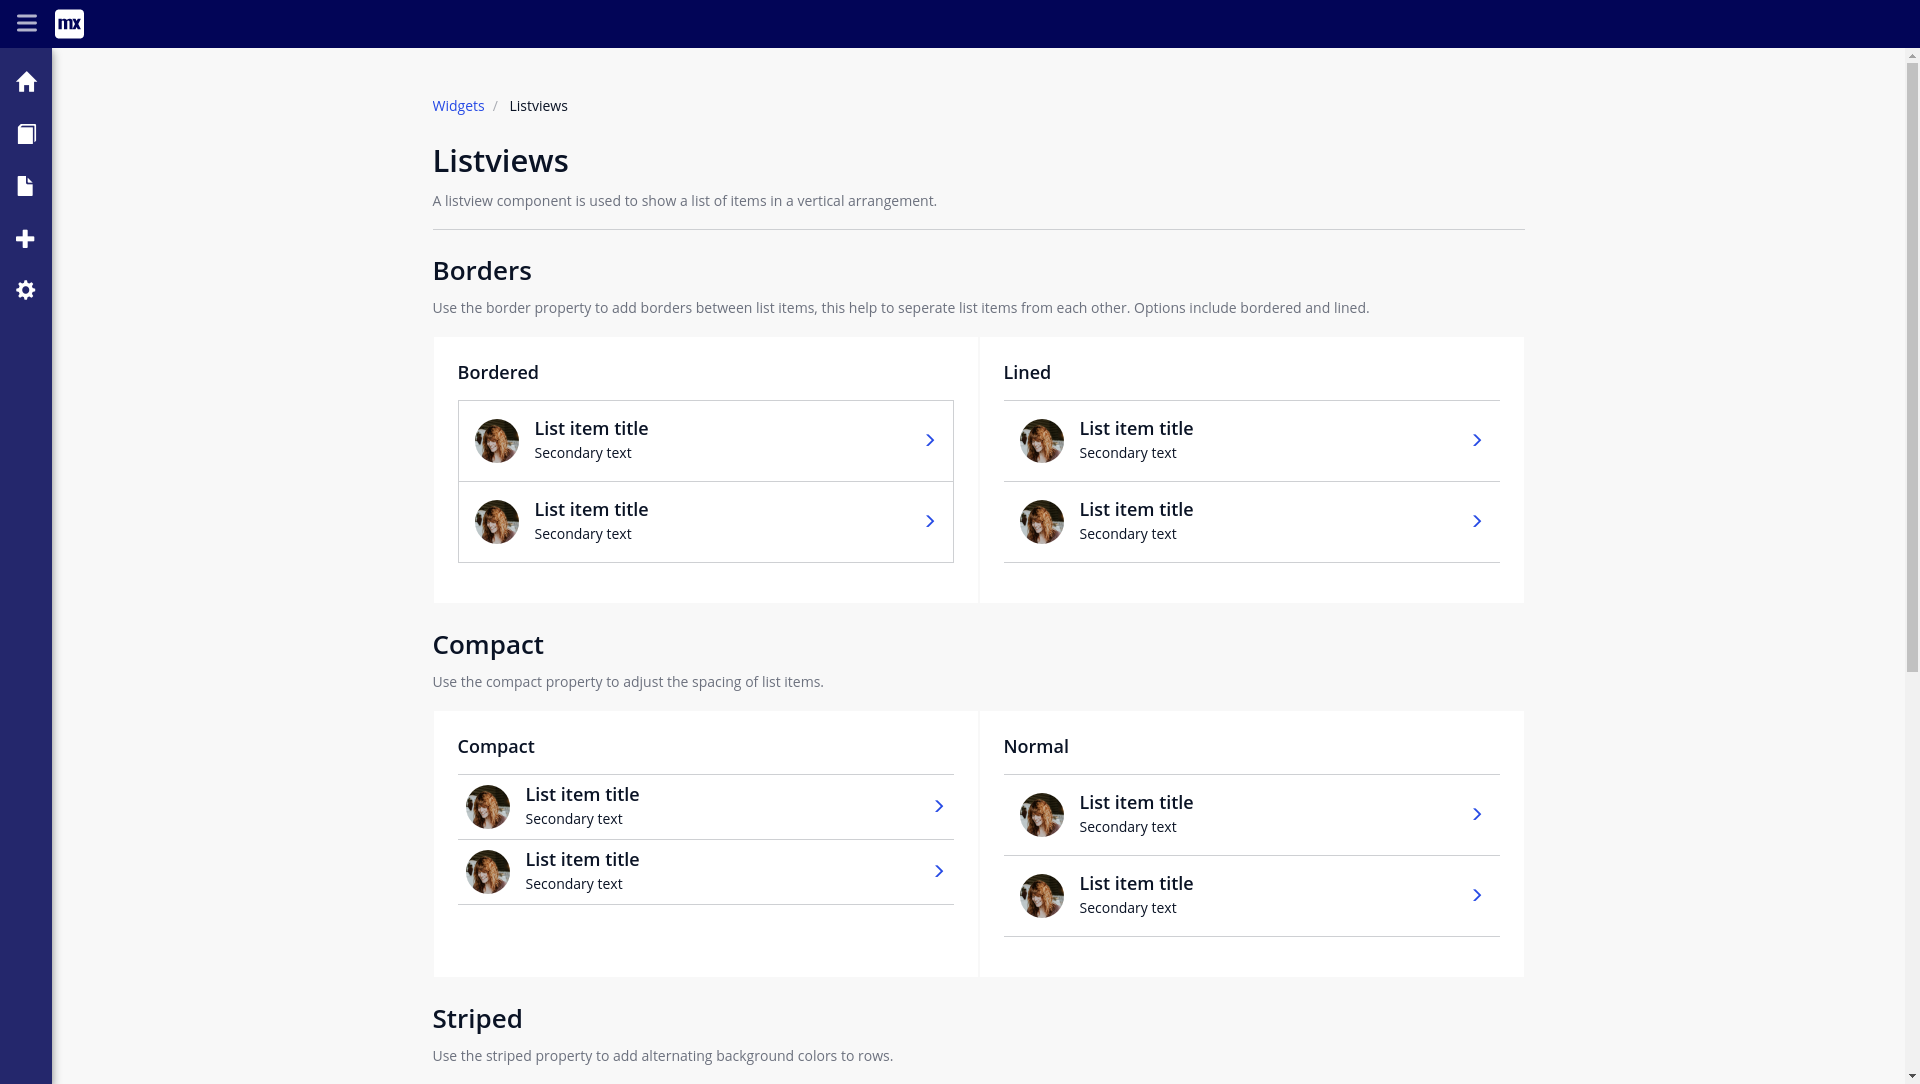 mx
Widgets / Listviews
Listviews
A listview component is used to show a list of items in a vertical arrangement.
Borders
Use the border property to add borders between list items, this help to seperate list items from each other. Options include bordered and lined.
Bordered
List item title
Secondary text
List item title
Secondary text
Lined
List item title
Secondary text
List item title
Secondary text
Compact
Use the compact property to adjust the spacing of list items.
Compact
List item title
Secondary text
List item title
Secondary text
Normal
List item title
Secondary text
List item title
Secondary text
Striped
Use the striped property to add alternating background colors to rows.